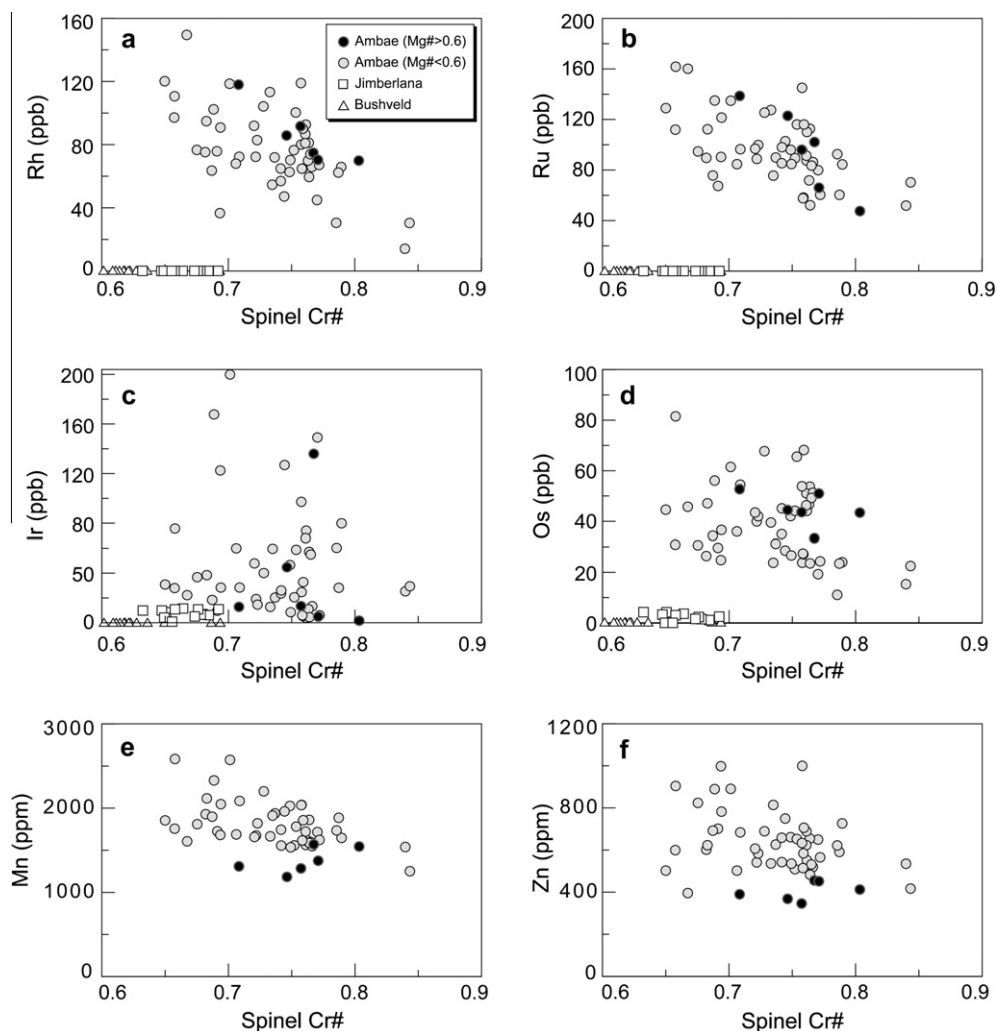 a
Rh (ppb)
160
120
80
40
0
0.6 0.7 0.8 0.9
Spinel Cr#
Ambae (Mg#>0.6)
Ambae (Mg#<0.6)
Jimberlana
Bushveld
b
Ru (ppb)
200
160
120
80
40
0
0.6 0.7 0.8 0.9
Spinel Cr#
c
Ir (ppb)
200
160
120
80
50
0
0.6 0.7 0.8 0.9
Spinel Cr#
d
Os (ppb)
100
80
60
40
20
0
0.6 0.7 0.8 0.9
Spinel Cr#
e
Mn (ppm)
3000
2000
1000
0
0.6 0.7 0.8 0.9
Spinel Cr#
f
Zn (ppm)
1200
800
400
0
0.6 0.7 0.8 0.9
Spinel Cr#